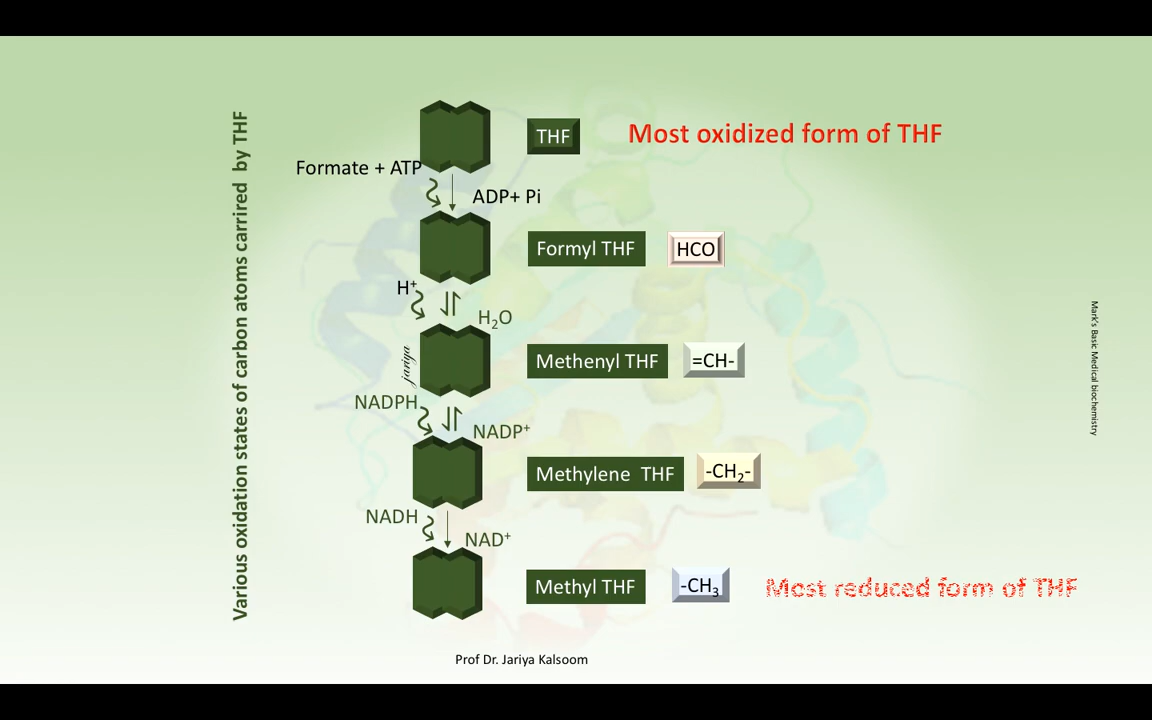 Various oxidation states of carbon atoms carrired by THF
THF
Most oxidized form of THF
Formate + ATP
ADP+ Pi
Formyl THF
HCO
H⁺
H₂O
jariya
Methenyl THF
=CH-
NADPH
NADP⁺
Methylene THF
-CH₂-
NADH
NAD⁺
Methyl THF
-CH₃
Most reduced form of THF
Mark's Basic Medical biochemistry
Prof Dr. Jariya Kalsoom